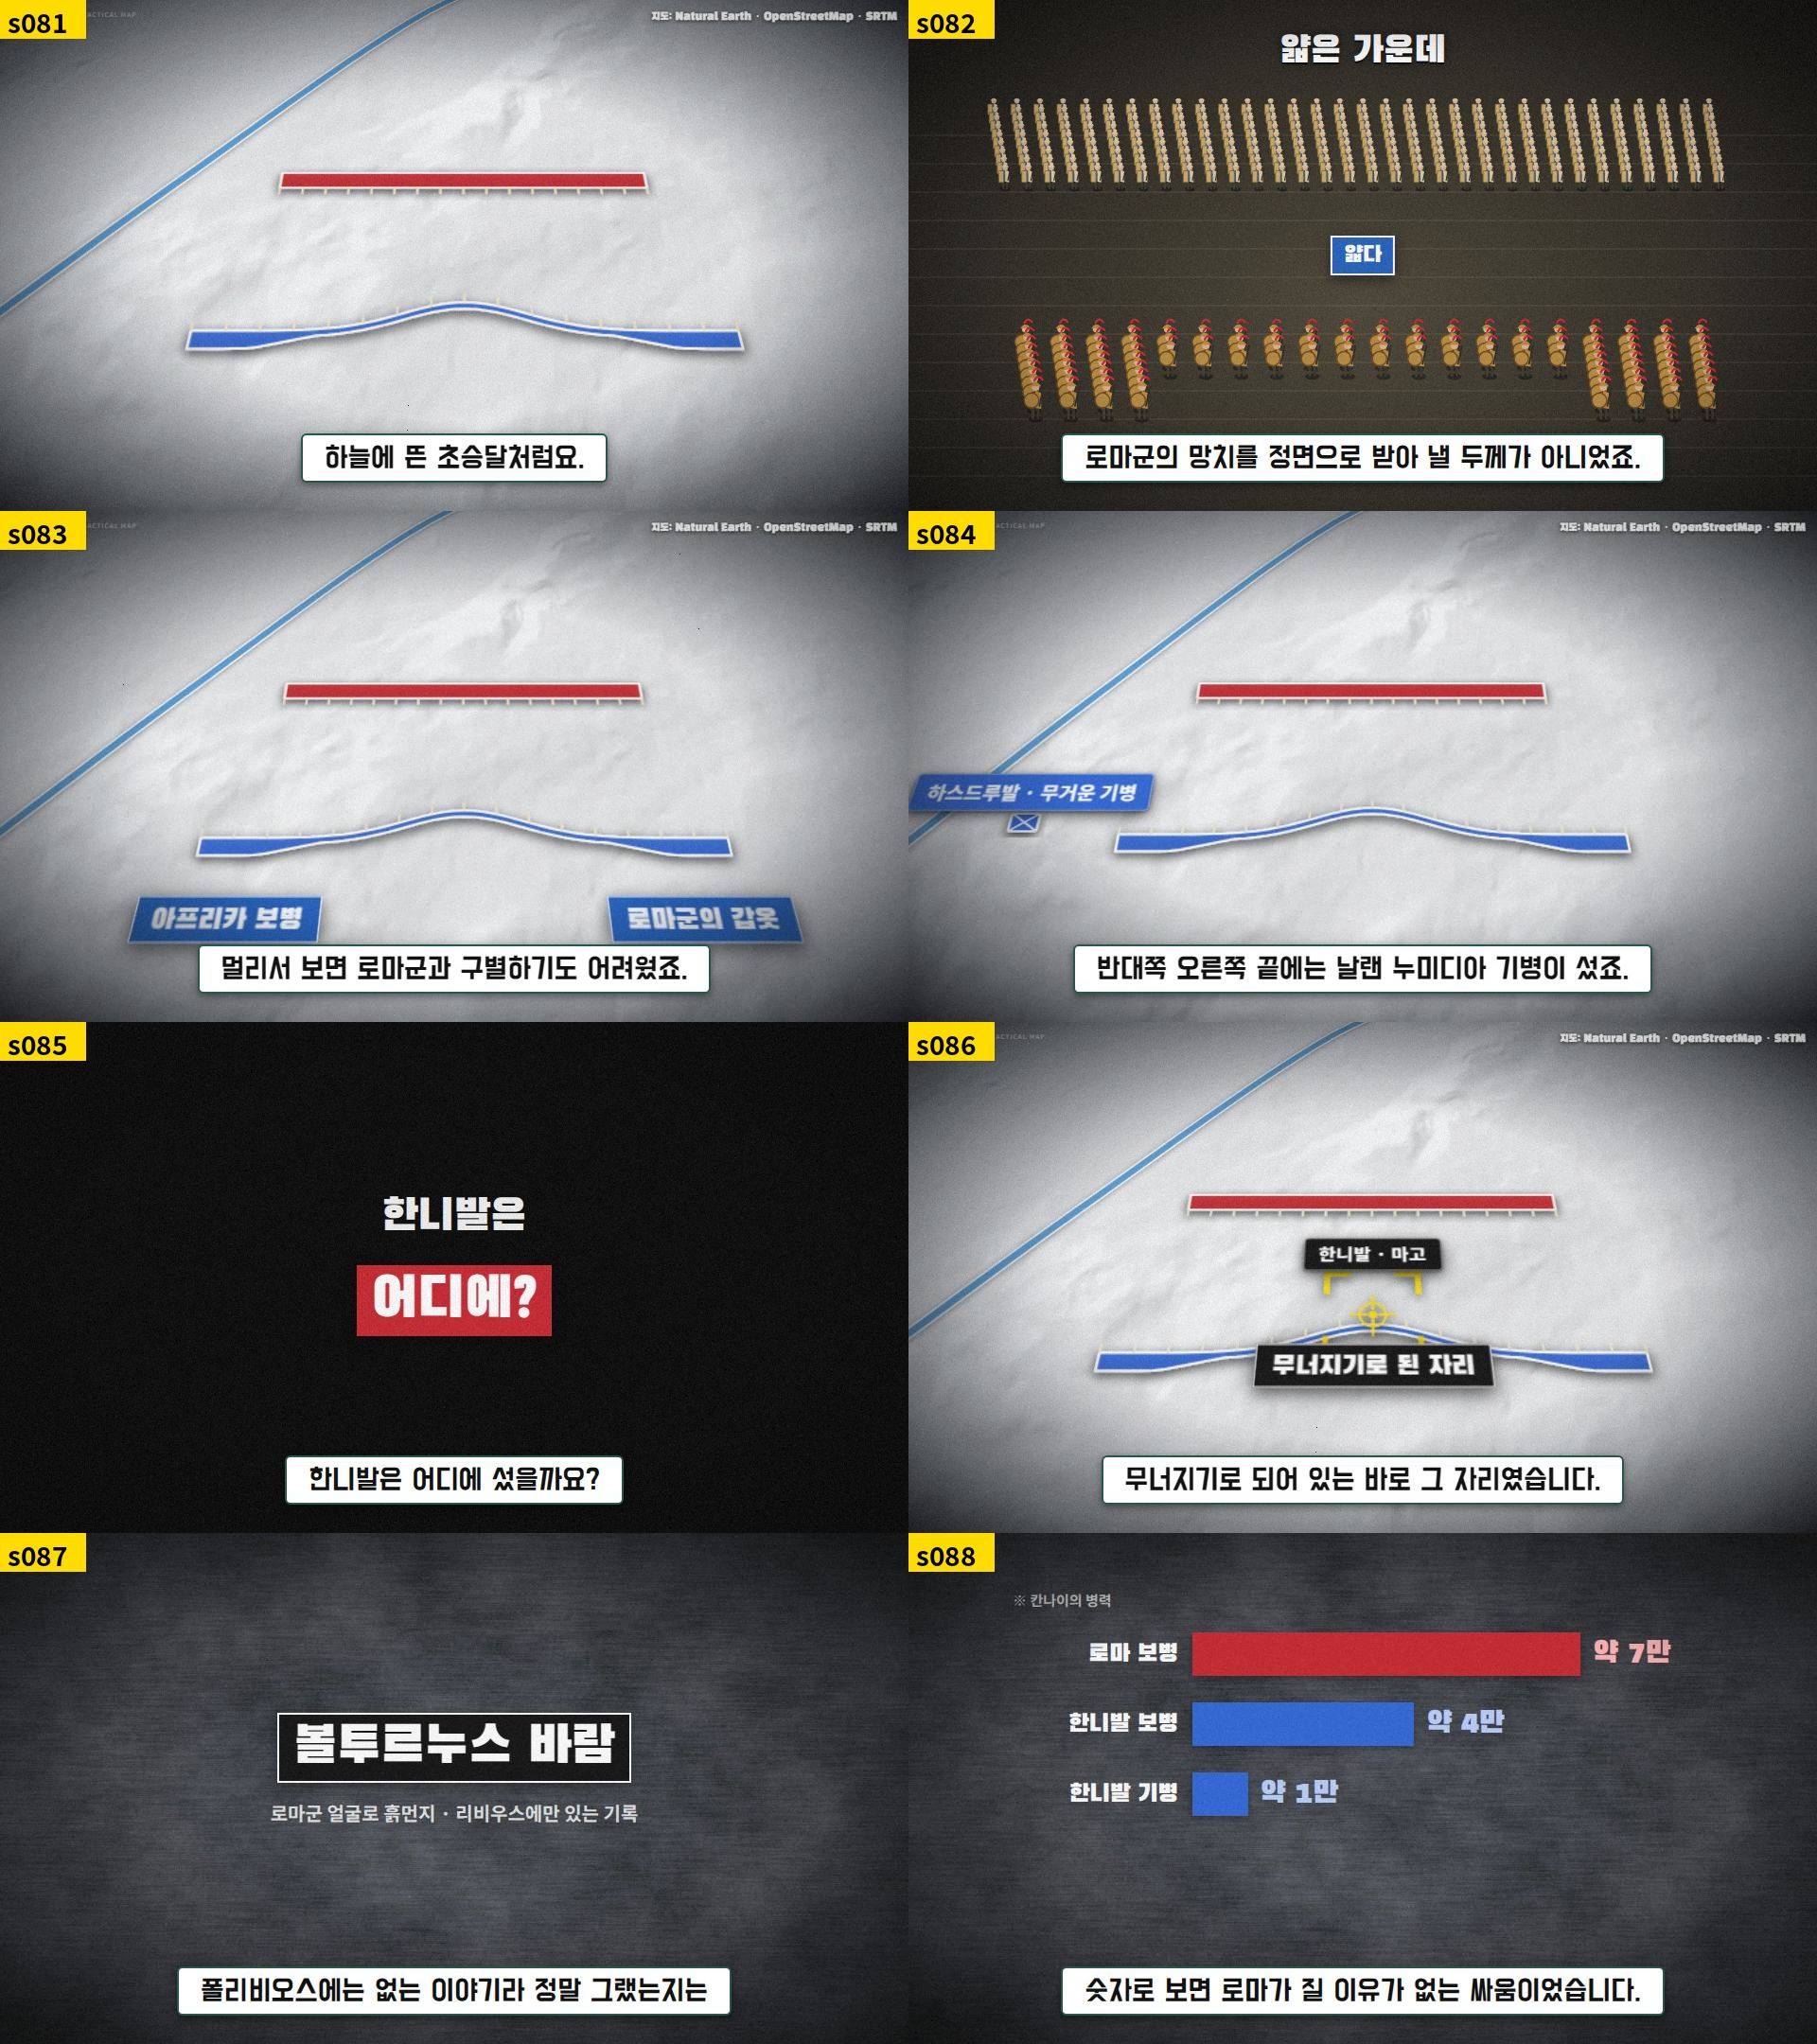 s081
ACTICAL MAP
지도: Natural Earth · OpenStreetMap · SRTM
하늘에 뜬 초승달처럼요.
s082
얇은 가운데
얇다
로마군의 망치를 정면으로 받아 낼 두께가 아니었죠.
s083
ACTICAL MAP
지도: Natural Earth · OpenStreetMap · SRTM
아프리카 보병
로마군의 갑옷
멀리서 보면 로마군과 구별하기도 어려웠죠.
s084
ACTICAL MAP
지도: Natural Earth · OpenStreetMap · SRTM
하스드루발 · 무거운 기병
반대쪽 오른쪽 끝에는 날랜 누미디아 기병이 섰죠.
s085
한니발은
어디에?
한니발은 어디에 섰을까요?
s086
ACTICAL MAP
지도: Natural Earth · OpenStreetMap · SRTM
한니발 · 마고
무너지기로 된 자리
무너지기로 되어 있는 바로 그 자리였습니다.
s087
볼투르누스 바람
로마군 얼굴로 흙먼지 · 리비우스에만 있는 기록
폴리비오스에는 없는 이야기라 정말 그랬는지는
s088
※ 칸나이의 병력
로마 보병 약 7만
한니발 보병 약 4만
한니발 기병 약 1만
숫자로 보면 로마가 질 이유가 없는 싸움이었습니다.